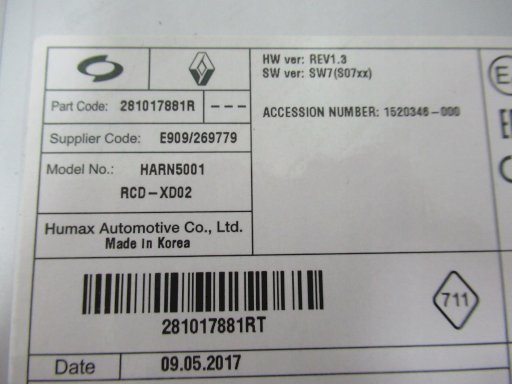 HW ver: REV1.3
SW ver: SW7(S07xx)
Part Code: 281017881R ---
ACCESSION NUMBER: 1520346-000
Supplier Code: E909/269779
Model No.: HARN5001
RCD-XD02
Humax Automotive Co., Ltd.
Made in Korea
281017881RT
711
Date 09.05.2017